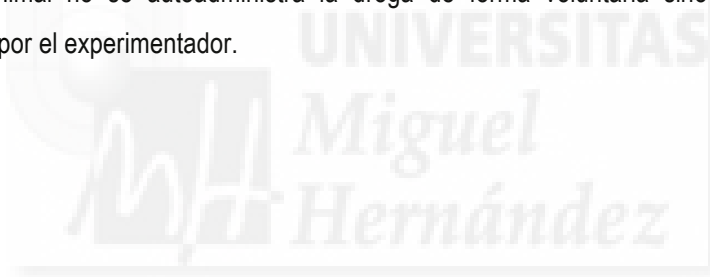 no se autoadministra la droga de forma voluntaria sino
por el experimentador.
UNIVERSITAS
Miguel
Hernández